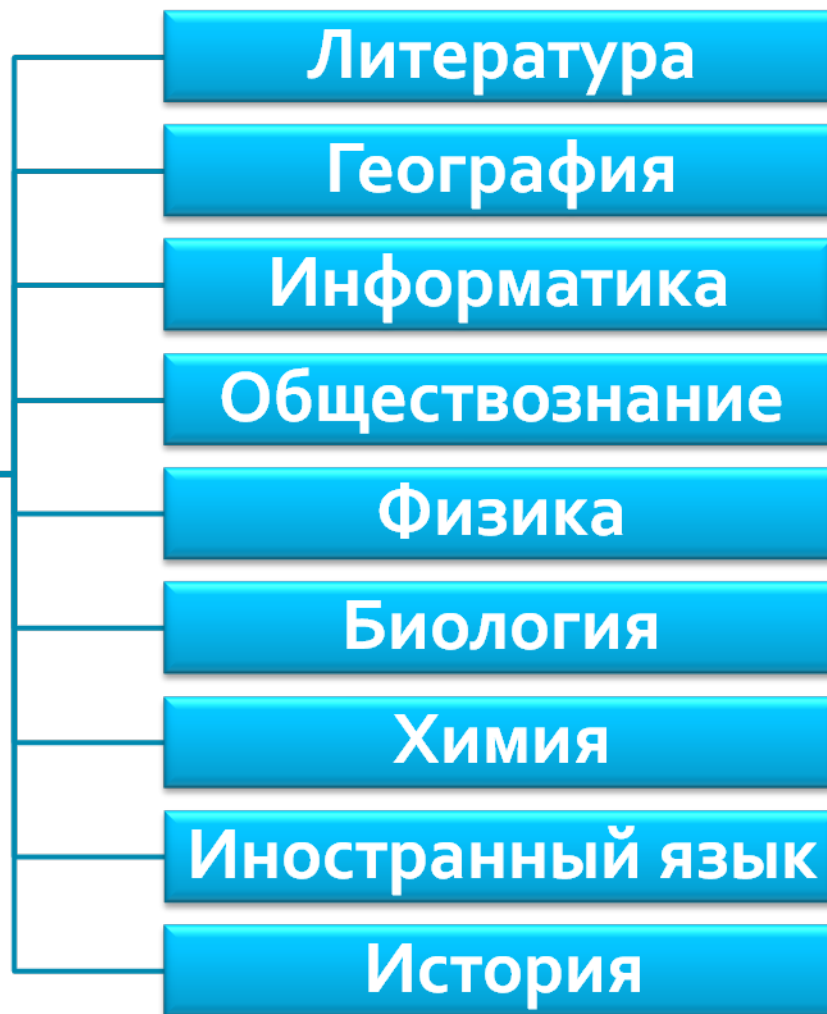 Литература
География
Информатика
Обществознание
Физика
Биология
Химия
Иностранный язык
История